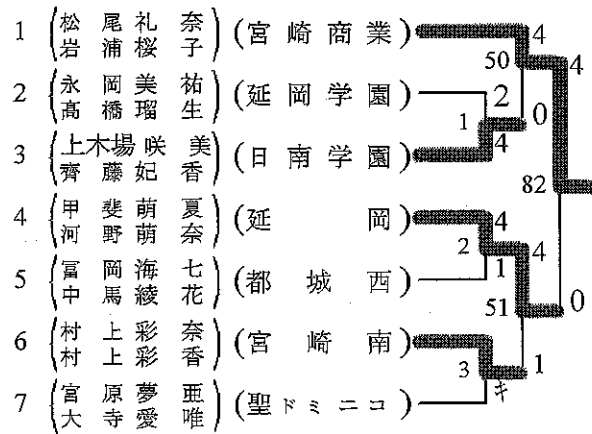 1 (松尾礼奈 岩浦桜子) (宮崎商業)
2 (永岡美祐 髙橋瑠生) (延岡学園)
3 (上木場咲美 齊藤妃香) (日南学園)
4 (甲斐萌夏 河野萌奈) (延岡)
5 (冨岡海七 中馬綾花) (都城西)
6 (村上彩奈 村上彩香) (宮崎南)
7 (宮原夢亜 大寺愛唯) (聖ドミニコ)
4
50
4
2
1
0
4
82
4
2
4
1
51
0
3
1
キ